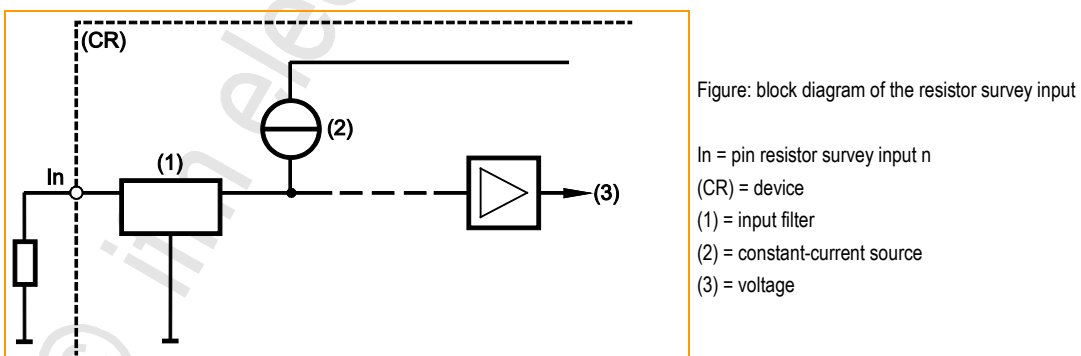 (CR)
In
(1)
(2)
(3)
Figure: block diagram of the resistor survey input
In = pin resistor survey input n
(CR) = device
(1) = input filter
(2) = constant-current source
(3) = voltage